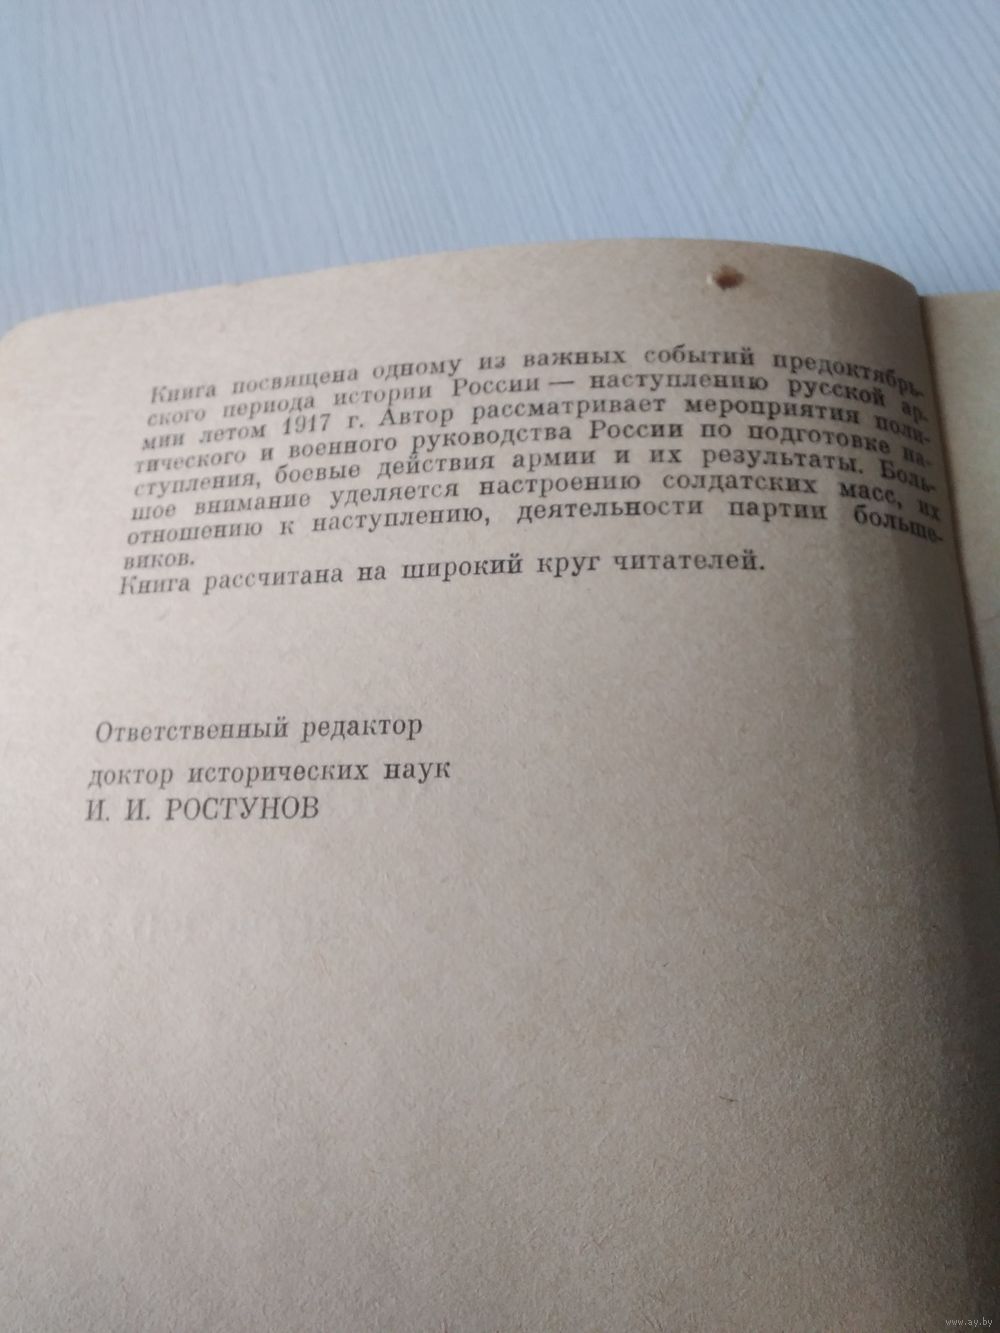 Книга посвящена одному из важных событий предоктябрь-
ского периода истории России — наступлению русской ар-
мии летом 1917 г. Автор рассматривает мероприятия поли-
тического и военного руководства России по подготовке на-
ступления, боевые действия армии и их результаты. Боль-
шое внимание уделяется настроению солдатских масс, их
отношению к наступлению, деятельности партии больше-
виков.
Книга рассчитана на широкий круг читателей.
Ответственный редактор
доктор исторических наук
И. И. РОСТУНОВ
www.ay.by